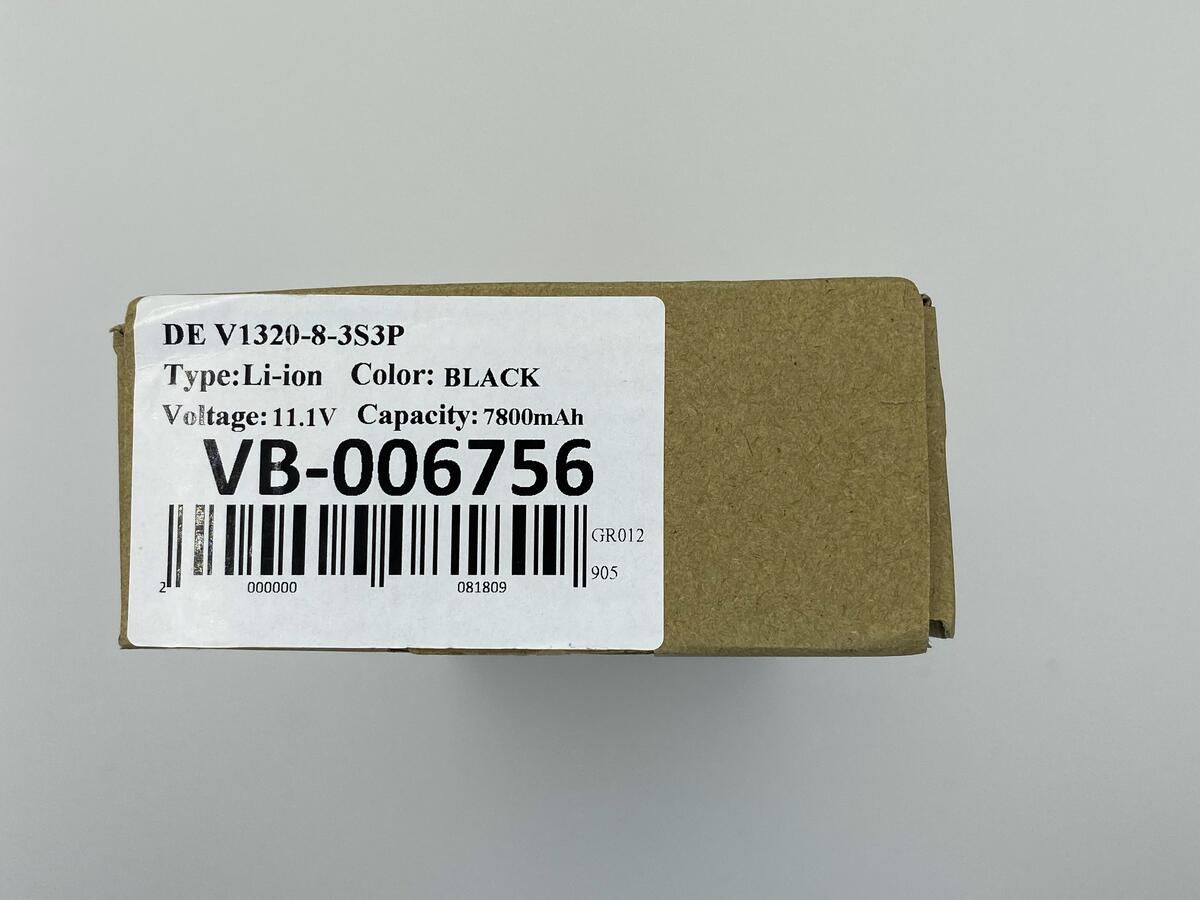 DE V1320-8-3S3P
Type:Li-ion Color: BLACK
Voltage: 11.1V Capacity: 7800mAh
VB-006756
GR012
905
2 000000 081809